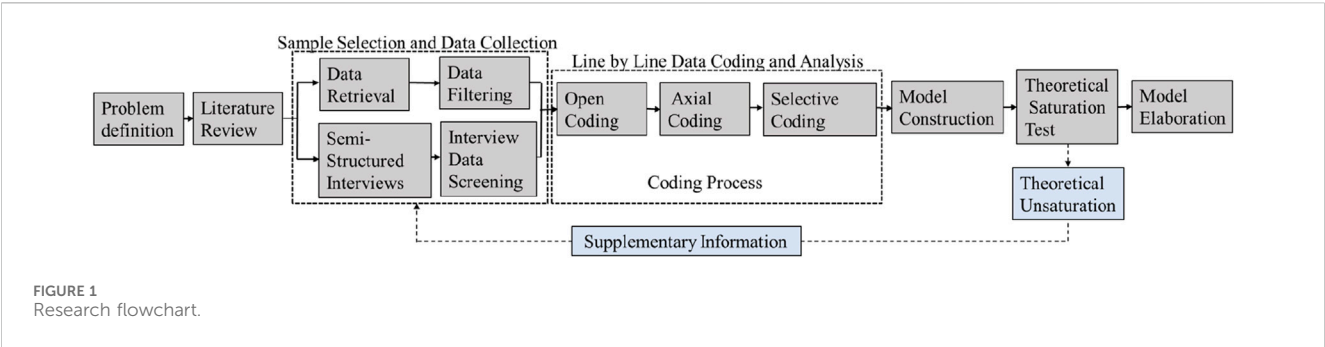 Sample Selection and Data Collection
Line by Line Data Coding and Analysis
Problem
definition
Literature
Review
Data
Retrieval
Data
Filtering
Semi-
Structured
Interviews
Interview
Data
Screening
Open
Coding
Axial
Coding
Selective
Coding
Coding Process
Model
Construction
Theoretical
Saturation
Test
Model
Elaboration
Theoretical
Unsaturation
Supplementary Information
FIGURE 1
Research flowchart.